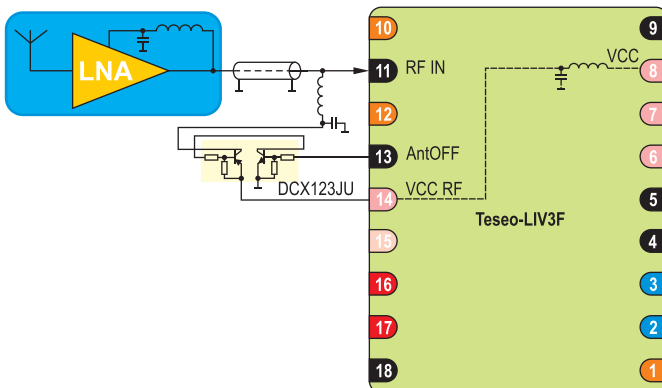 10
9
LNA
11
RF IN
VCC
8
12
7
13
AntOFF
6
DCX123JU
14
VCC RF
5
Teseo-LIV3F
15
4
16
3
17
2
18
1